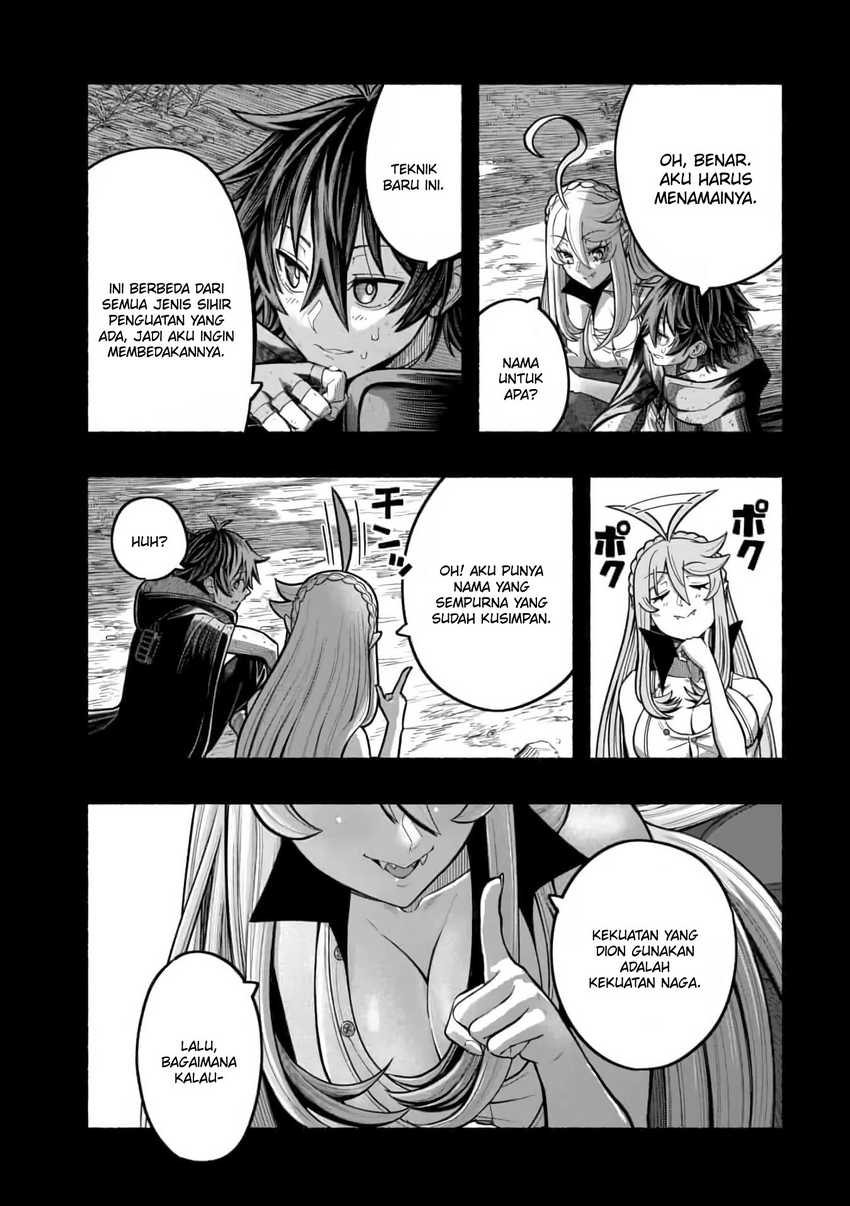 OH, BENAR.
AKU HARUS
MENAMAINYA.
NAMA
UNTUK
APA?
TEKNIK
BARU INI.
INI BERBEDA DARI
SEMUA JENIS SIHIR
PENGUATAN YANG
ADA, JADI AKU INGIN
MEMBEDAKANNYA.
ポク
ポク
OH! AKU PUNYA
NAMA YANG
SEMPURNA YANG
SUDAH KUSIMPAN.
チーンッ
HUH?
KEKUATAN YANG
DION GUNAKAN
ADALAH
KEKUATAN NAGA.
LALU,
BAGAIMANA
KALAU-